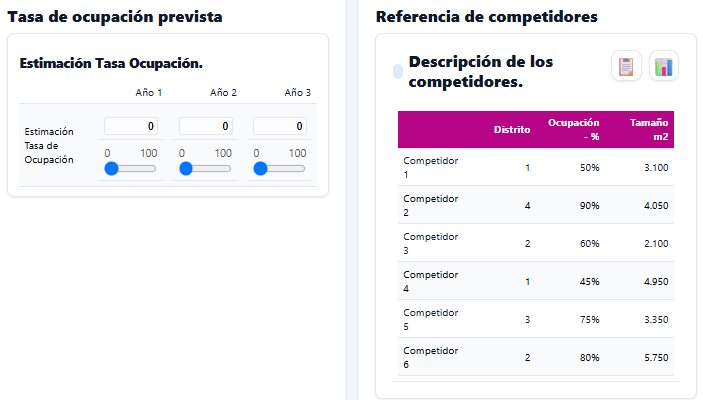 Tasa de ocupación prevista
Estimación Tasa Ocupación.
Año 1 Año 2 Año 3
Estimación
Tasa de
Ocupación
0 0 0
0 100 0 100 0 100
Referencia de competidores
Descripción de los
competidores.
Distrito Ocupación - % Tamaño m2
Competidor 1 1 50% 3.100
Competidor 2 4 90% 4.050
Competidor 3 2 60% 2.100
Competidor 4 1 45% 4.950
Competidor 5 3 75% 3.350
Competidor 6 2 80% 5.750